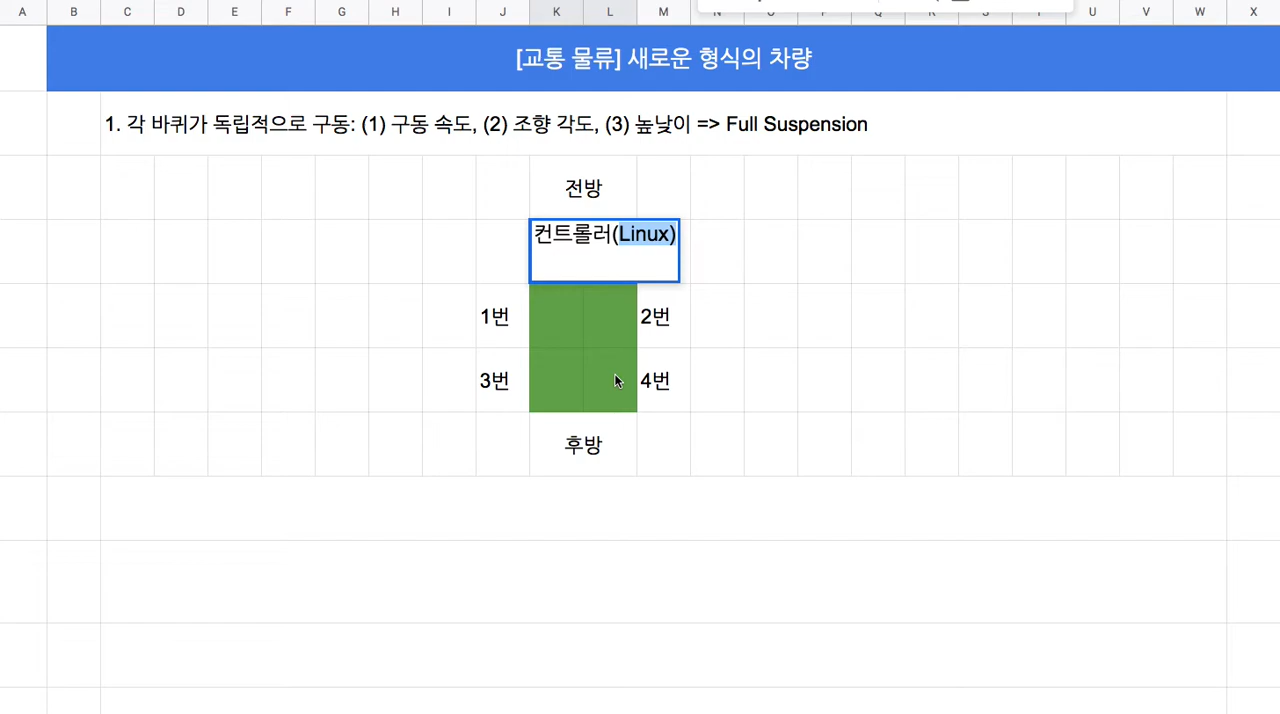 A B C D E F G H I J K L M N U V W X
[교통 물류] 새로운 형식의 차량
1. 각 바퀴가 독립적으로 구동: (1) 구동 속도, (2) 조향 각도, (3) 높낮이 => Full Suspension
전방
컨트롤러(Linux)
1번 2번
3번 4번
후방